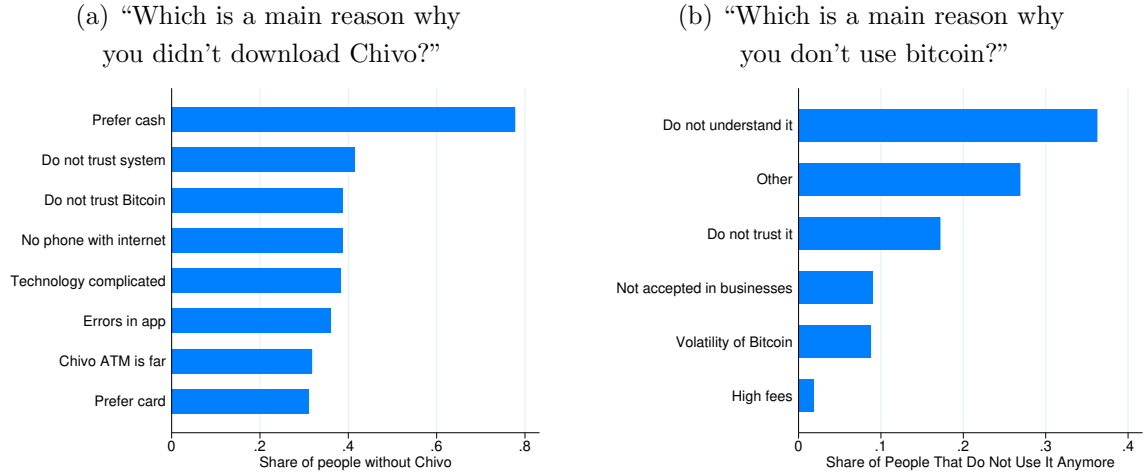 (a) “Which is a main reason why
you didn’t download Chivo?”
Prefer cash
Do not trust system
Do not trust Bitcoin
No phone with internet
Technology complicated
Errors in app
Chivo ATM is far
Prefer card
0 .2 .4 .6 .8
Share of people without Chivo
(b) “Which is a main reason why
you don’t use bitcoin?”
Do not understand it
Other
Do not trust it
Not accepted in businesses
Volatility of Bitcoin
High fees
0 .1 .2 .3 .4
Share of People That Do Not Use It Anymore